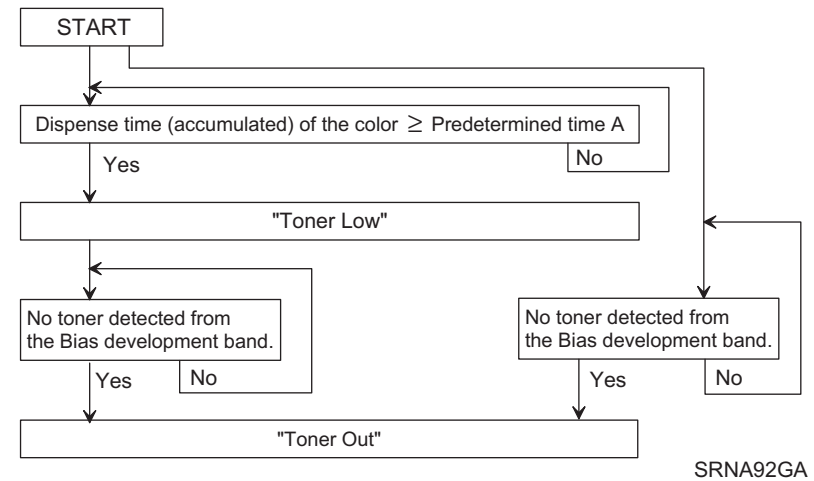 START
Dispense time (accumulated) of the color ≥ Predetermined time A
Yes
No
"Toner Low"
No toner detected from
the Bias development band.
Yes
No
No toner detected from
the Bias development band.
Yes
No
"Toner Out"
SRNA92GA